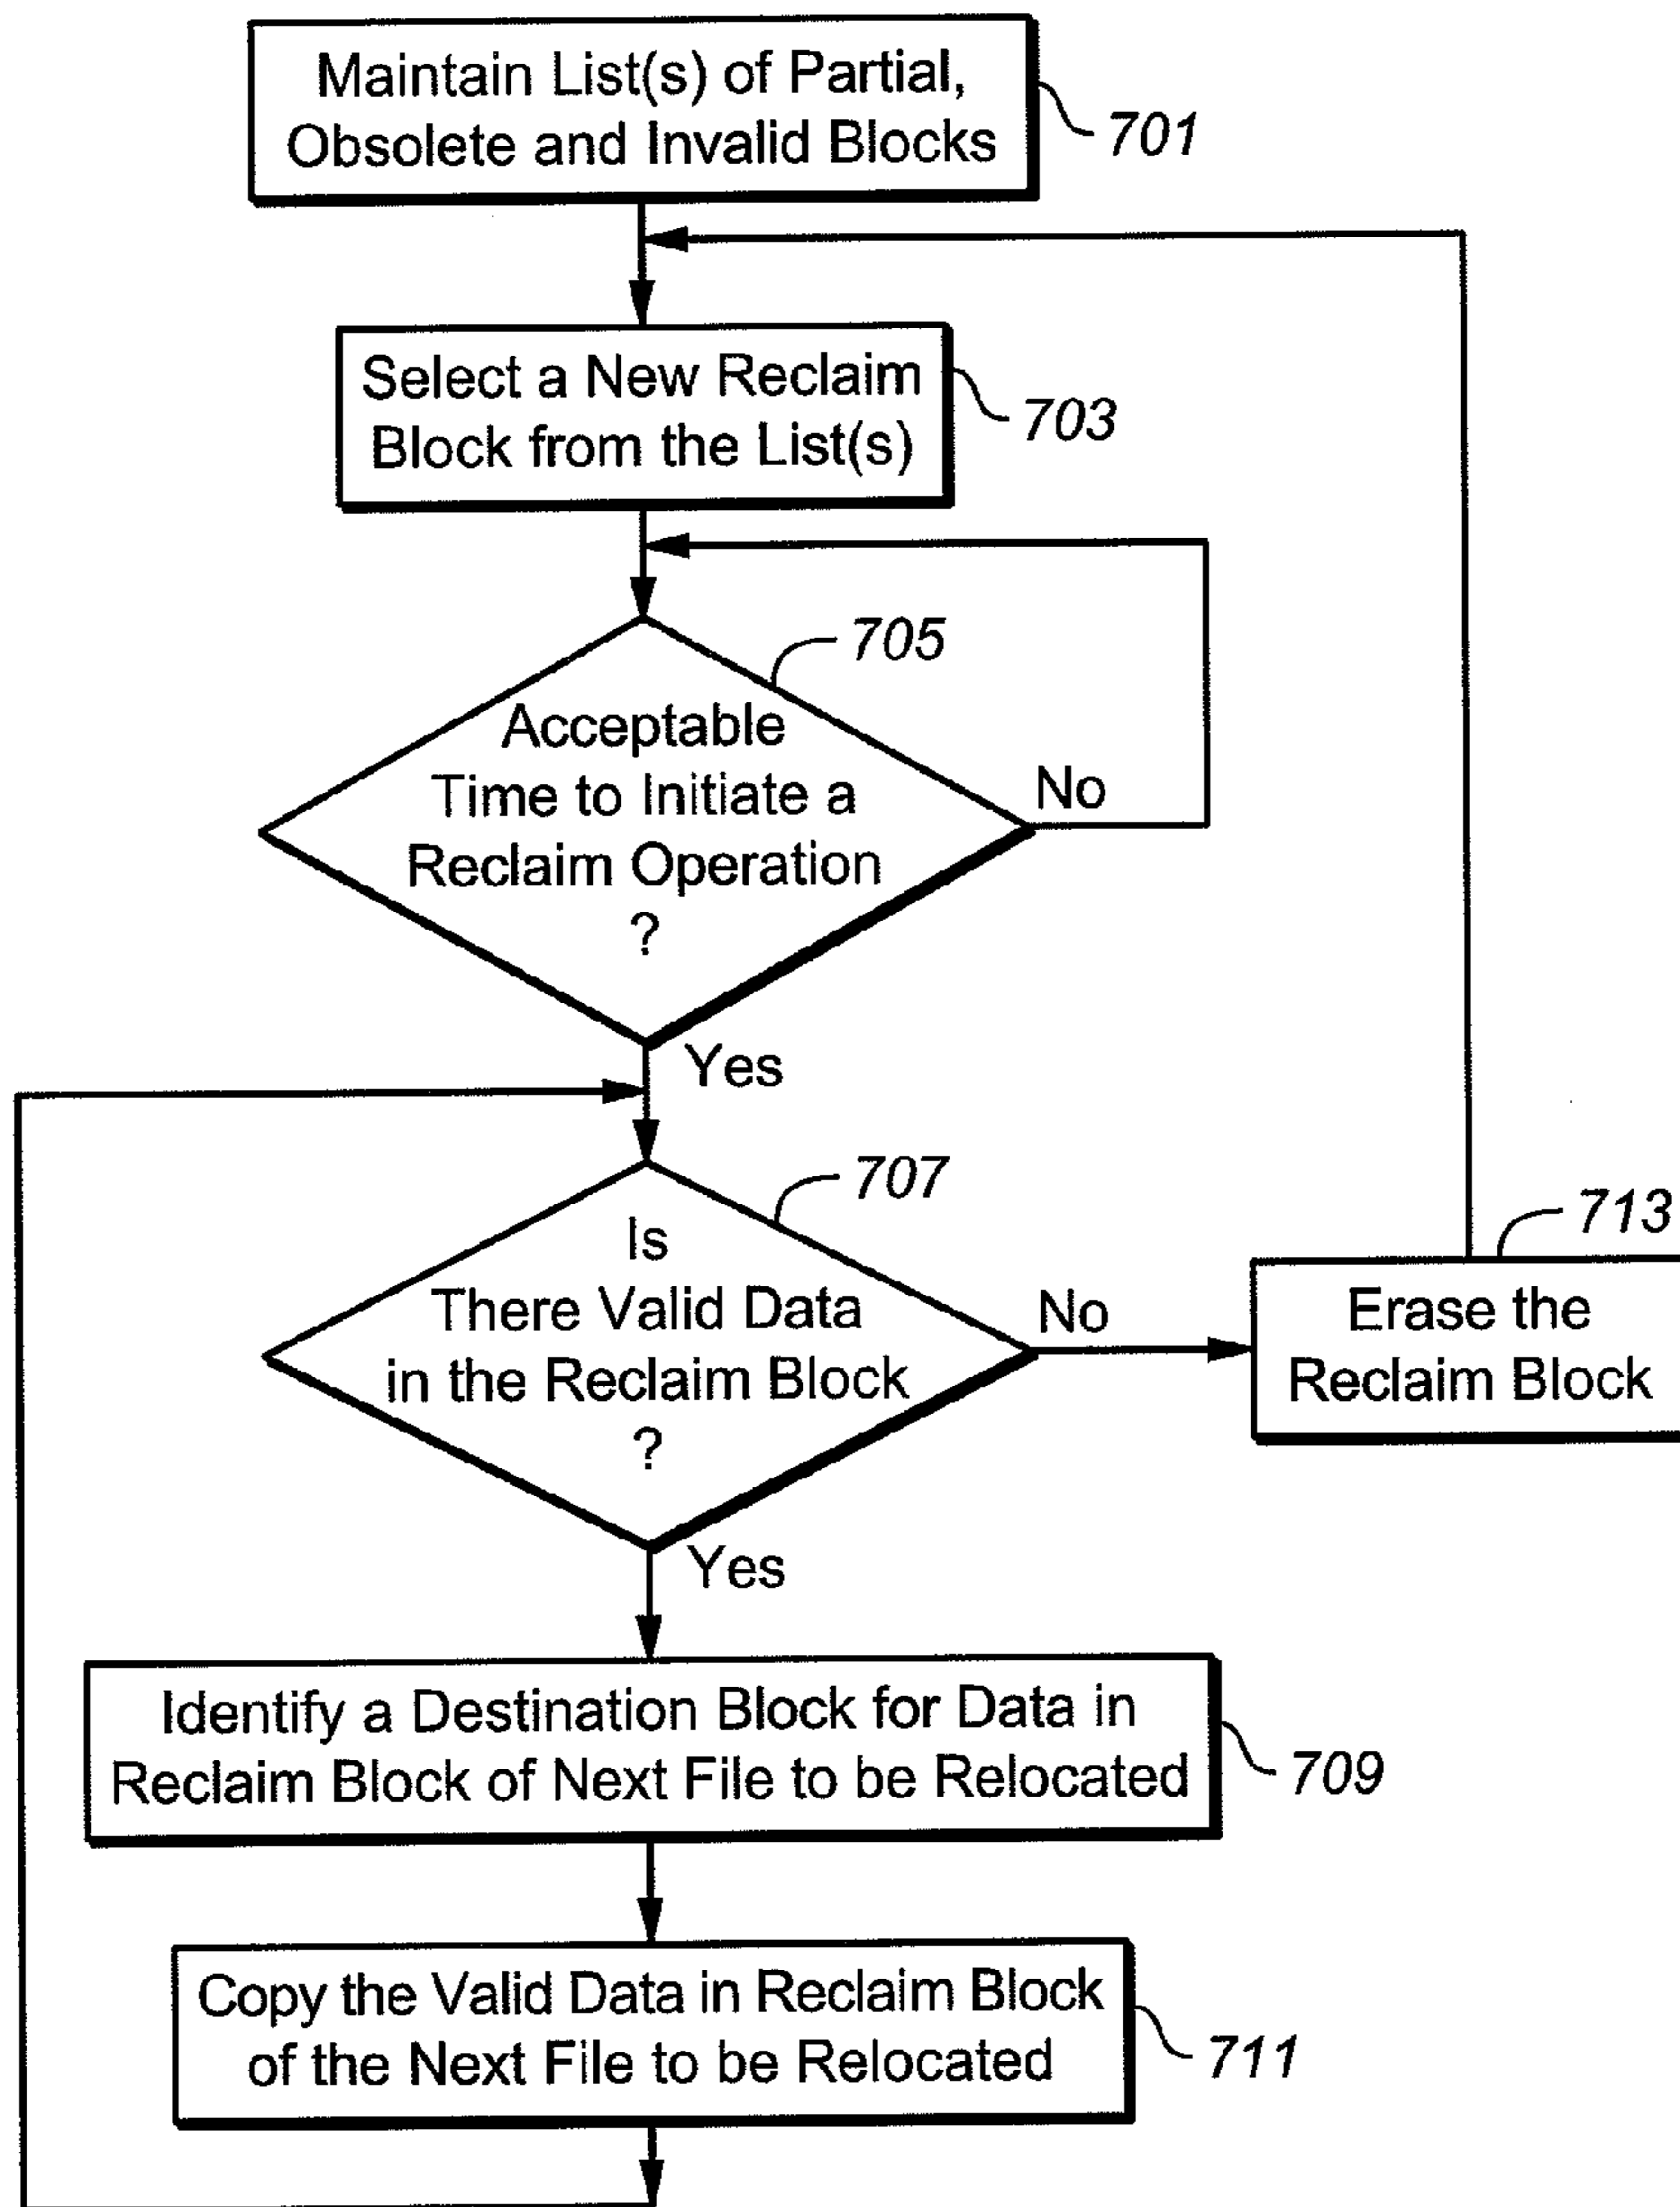 Maintain List(s) of Partial,
Obsolete and Invalid Blocks
701
Select a New Reclaim
Block from the List(s)
703
705
Acceptable
Time to Initiate a
Reclaim Operation
?
No
Yes
707
Is
There Valid Data
in the Reclaim Block
?
No
713
Erase the
Reclaim Block
Yes
Identify a Destination Block for Data in
Reclaim Block of Next File to be Relocated
709
Copy the Valid Data in Reclaim Block
of the Next File to be Relocated
711